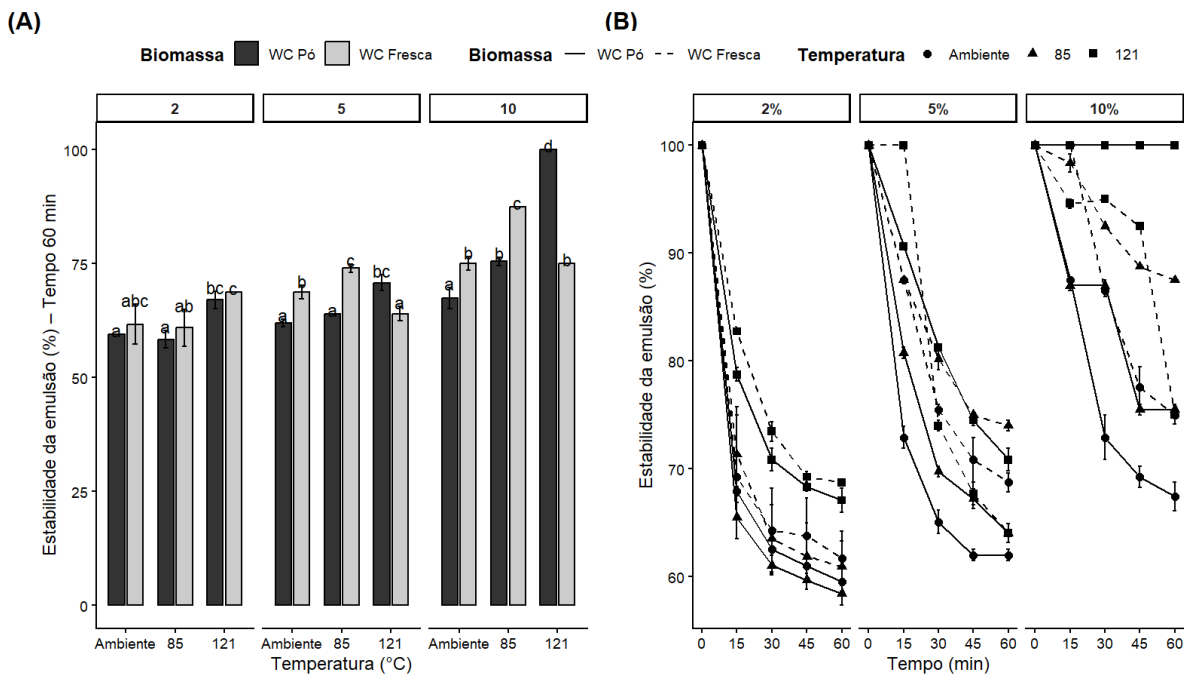 (A)
Biomassa WC Pó WC Fresca
2 5 10
Estabilidade da emulsão (%) – Tempo 60 min
100
75
50
25
0
a abc a ab bc c
a b a c bc a
a b b c d b
Ambiente 85 121 Ambiente 85 121 Ambiente 85 121
Temperatura (°C)
(B)
Biomassa WC Pó WC Fresca Temperatura Ambiente 85 121
2% 5% 10%
Estabilidade da emulsão (%)
100
90
80
70
60
0 15 30 45 60 0 15 30 45 60 0 15 30 45 60
Tempo (min)